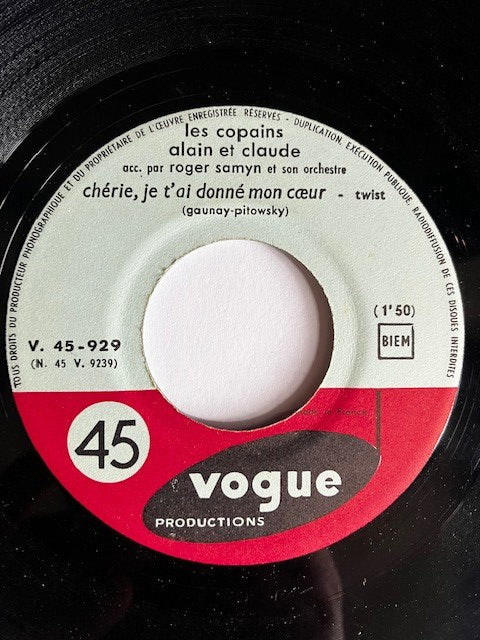 TOUS DROITS DU PRODUCTEUR PHONOGRAPHIQUE ET DU PROPRIÉTAIRE DE L'ŒUVRE ENREGISTRÉE RÉSERVÉS - DUPLICATION, EXÉCUTION PUBLIQUE, RADIODIFFUSION DE CES DISQUES INTERDITES
les copains
alain et claude
acc. par roger samyn et son orchestre
chérie, je t'ai donné mon cœur - twist
(gaunay-pitowsky)
V. 45-929
(N. 45 V. 9239)
(1'50)
BIEM
45
vogue
PRODUCTIONS